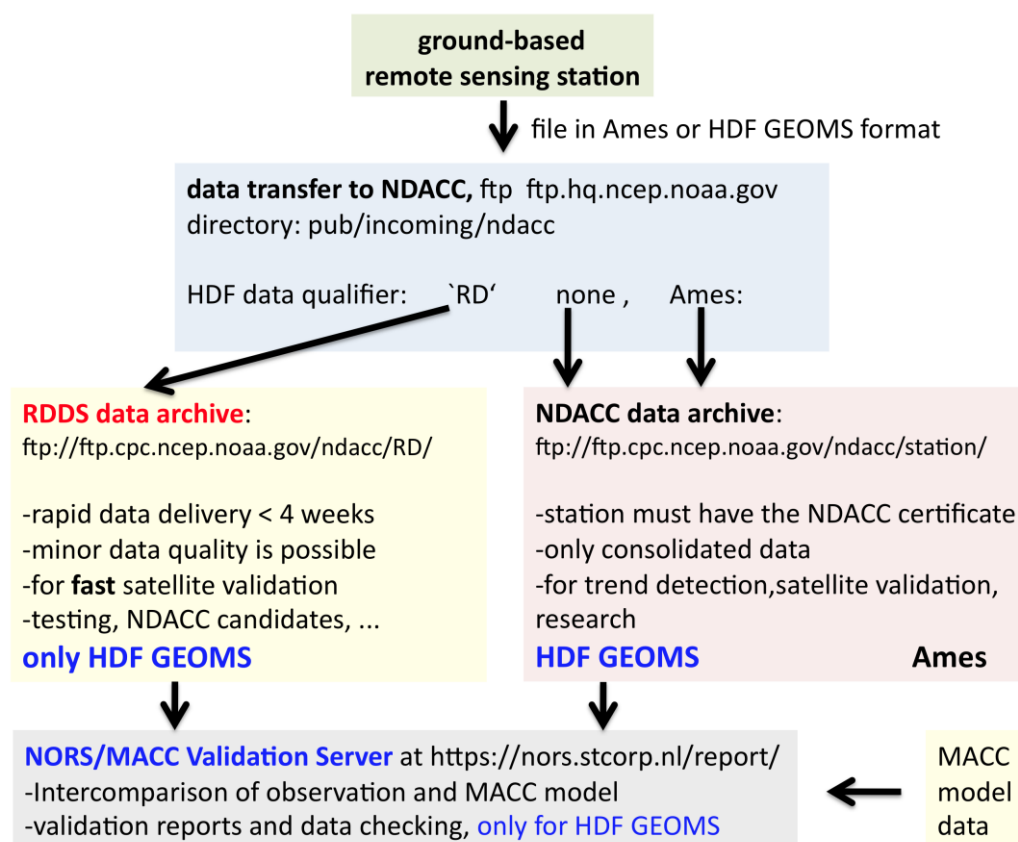 ground-based
remote sensing station
file in Ames or HDF GEOMS format
data transfer to NDACC, ftp ftp.hq.ncep.noaa.gov
directory: pub/incoming/ndacc
HDF data qualifier: `RD‘ none , Ames:
RDDS data archive:
ftp://ftp.cpc.ncep.noaa.gov/ndacc/RD/
-rapid data delivery < 4 weeks
-minor data quality is possible
-for fast satellite validation
-testing, NDACC candidates, ...
only HDF GEOMS
NDACC data archive:
ftp://ftp.cpc.ncep.noaa.gov/ndacc/station/
-station must have the NDACC certificate
-only consolidated data
-for trend detection,satellite validation,
research
HDF GEOMS Ames
NORS/MACC Validation Server at https://nors.stcorp.nl/report/
-Intercomparison of observation and MACC model
-validation reports and data checking, only for HDF GEOMS
MACC
model
data